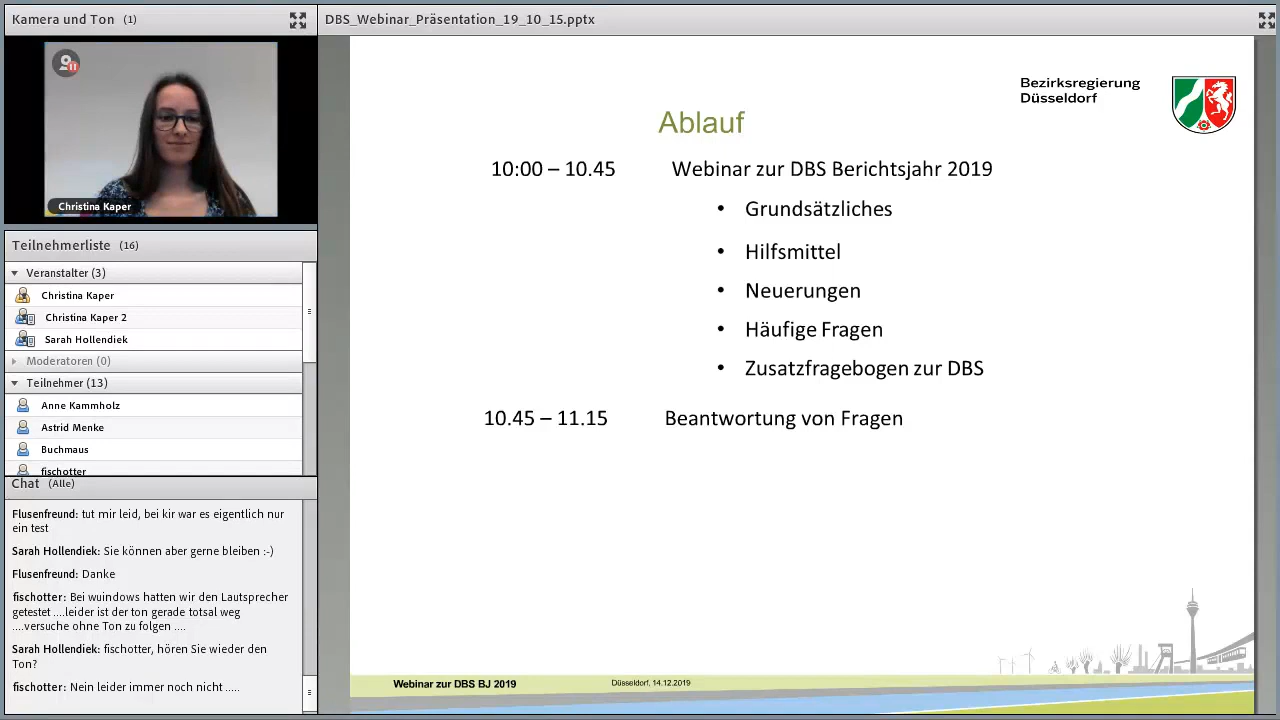 Kamera und Ton (1)
Christina Kaper
Teilnehmerliste (16)
Veranstalter (3)
Christina Kaper
Christina Kaper 2
Sarah Hollendiek
Moderatoren (0)
Teilnehmer (13)
Anne Kammholz
Astrid Menke
Buchmaus
fischotter
Chat (Alle)
Flusenfreund: tut mir leid, bei kir war es eigentlich nur
ein test
Sarah Hollendiek: Sie können aber gerne bleiben :-)
Flusenfreund: Danke
fischotter: Bei wuindows hatten wir den Lautsprecher
getestet ....leider ist der ton gerade totsal weg
....versuche ohne Ton zu folgen ....
Sarah Hollendiek: fischotter, hören Sie wieder den
Ton?
fischotter: Nein leider immer noch nicht .....
DBS_Webinar_Präsentation_19_10_15.pptx
Bezirksregierung
Düsseldorf
Ablauf
10:00 – 10.45 Webinar zur DBS Berichtsjahr 2019
• Grundsätzliches
• Hilfsmittel
• Neuerungen
• Häufige Fragen
• Zusatzfragebogen zur DBS
10.45 – 11.15 Beantwortung von Fragen
Webinar zur DBS BJ 2019 Düsseldorf, 14.12.2019